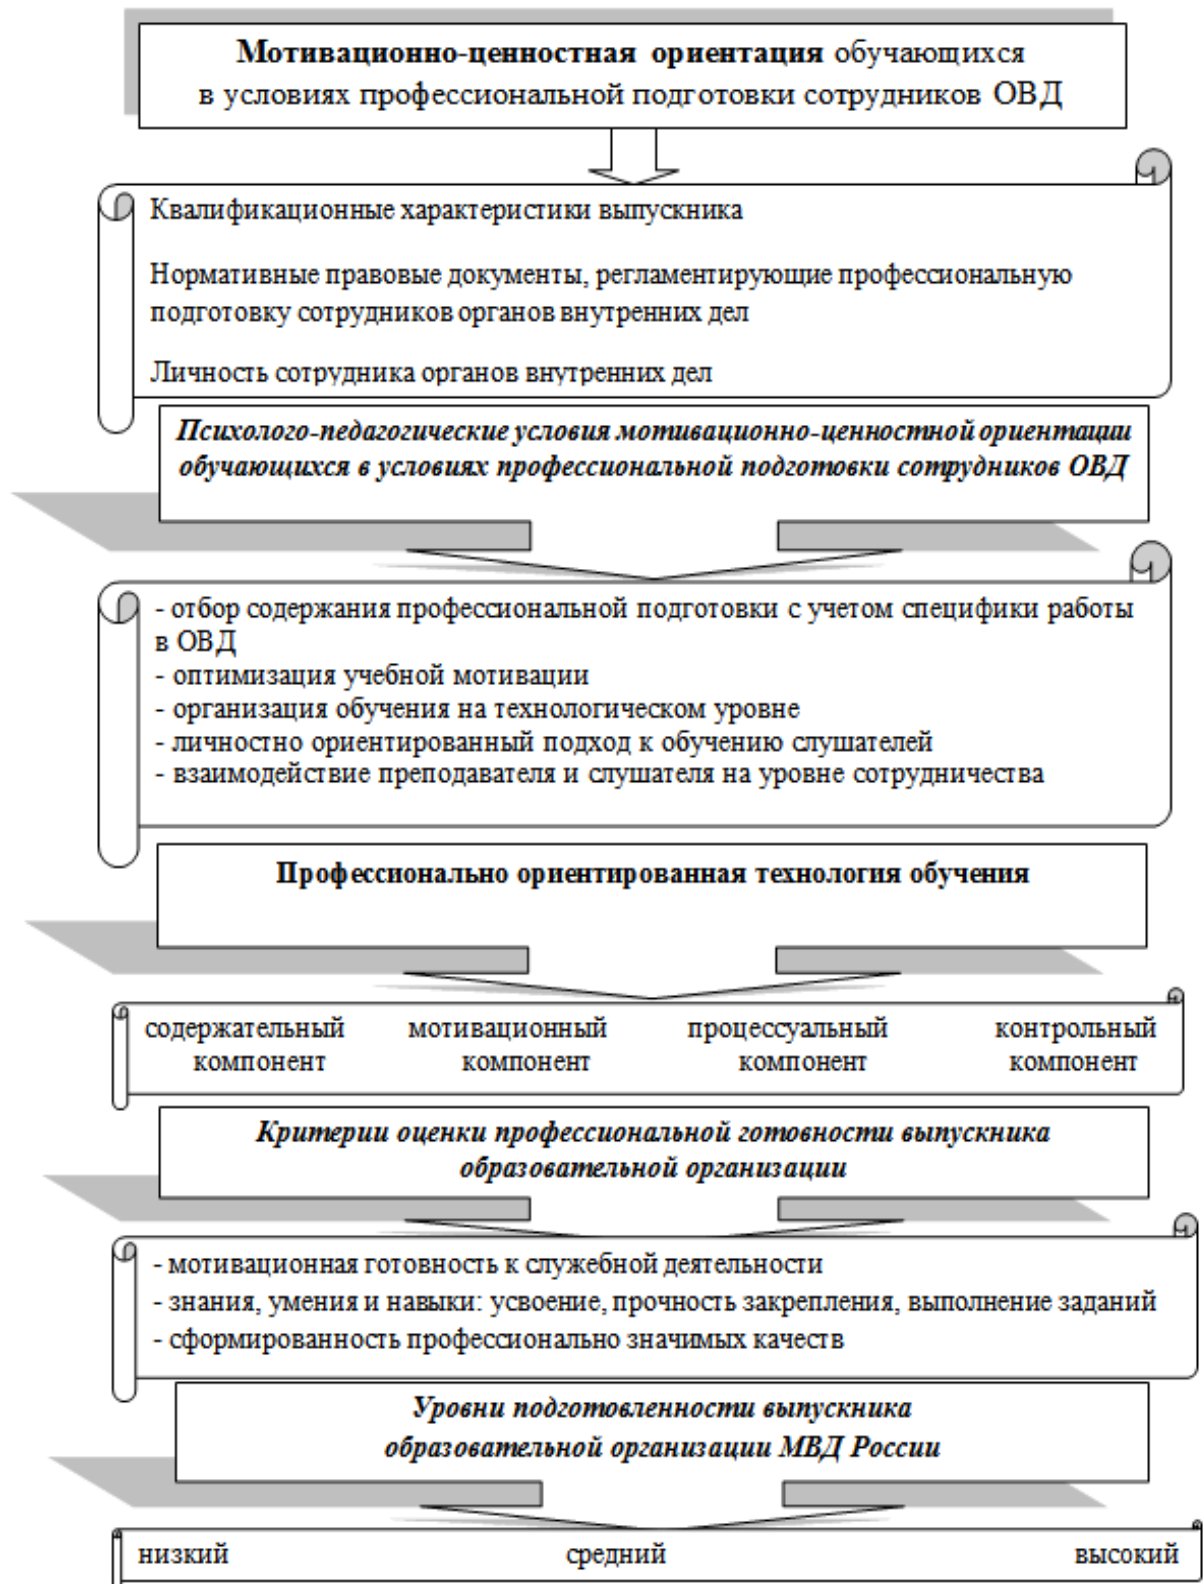 Мотивационно-ценностная ориентация обучающихся
в условиях профессиональной подготовки сотрудников ОВД
Квалификационные характеристики выпускника
Нормативные правовые документы, регламентирующие профессиональную
подготовку сотрудников органов внутренних дел
Личность сотрудника органов внутренних дел
Психолого-педагогические условия мотивационно-ценностной ориентации
обучающихся в условиях профессиональной подготовки сотрудников ОВД
- отбор содержания профессиональной подготовки с учетом специфики работы
в ОВД
- оптимизация учебной мотивации
- организация обучения на технологическом уровне
- личностно ориентированный подход к обучению слушателей
- взаимодействие преподавателя и слушателя на уровне сотрудничества
Профессионально ориентированная технология обучения
содержательный мотивационный процессуальный контрольный
компонент компонент компонент компонент
Критерии оценки профессиональной готовности выпускника
образовательной организации
- мотивационная готовность к служебной деятельности
- знания, умения и навыки: усвоение, прочность закрепления, выполнение заданий
- сформированность профессионально значимых качеств
Уровни подготовленности выпускника
образовательной организации МВД России
низкий средний высокий